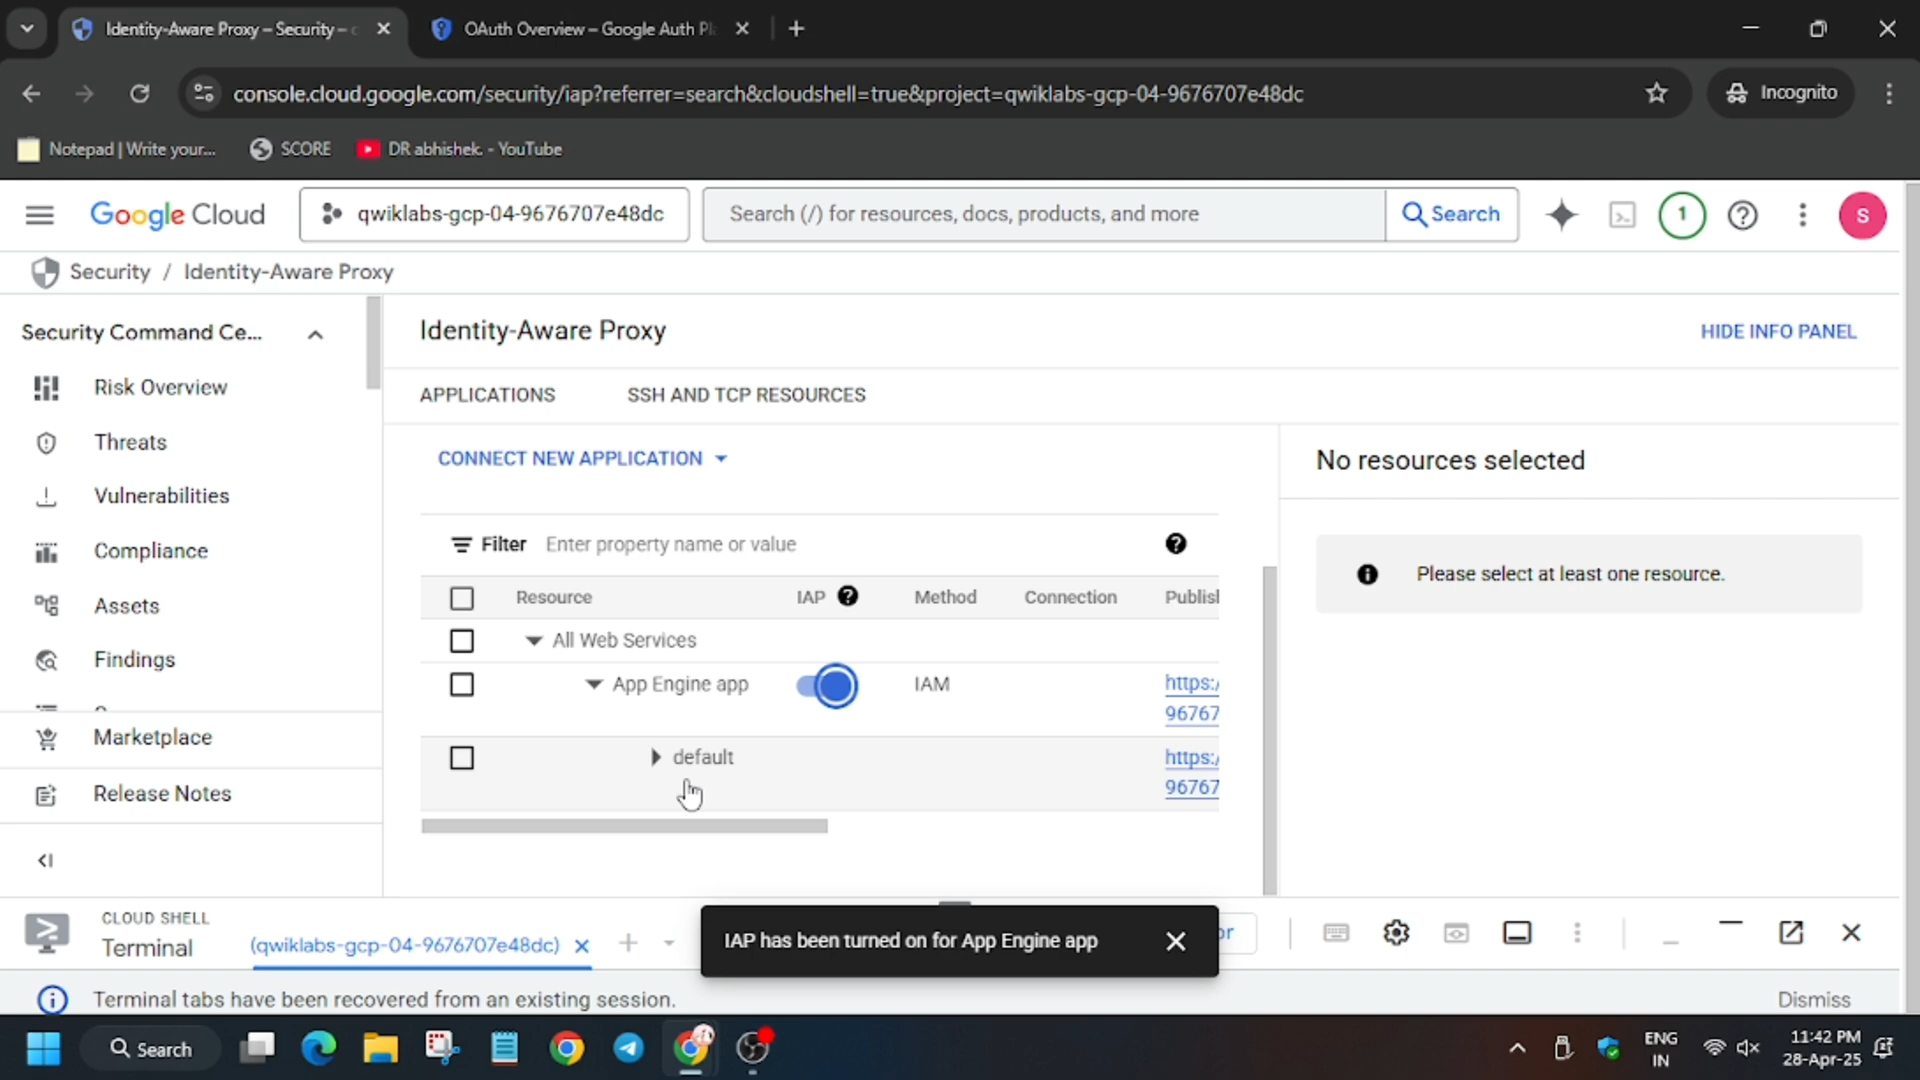 Identity-Aware Proxy – Security –
OAuth Overview – Google Auth Pl
console.cloud.google.com/security/iap?referrer=search&cloudshell=true&project=qwiklabs-gcp-04-9676707e48dc
Incognito
Notepad | Write your...
SCORE
DR abhishek. - YouTube
Google Cloud
qwiklabs-gcp-04-9676707e48dc
Search (/) for resources, docs, products, and more
Search
1
S
Security / Identity-Aware Proxy
Security Command Ce...
Risk Overview
Threats
Vulnerabilities
Compliance
Assets
Findings
Marketplace
Release Notes
Identity-Aware Proxy
HIDE INFO PANEL
APPLICATIONS
SSH AND TCP RESOURCES
CONNECT NEW APPLICATION
Filter Enter property name or value
Resource IAP Method Connection Publish
All Web Services
App Engine app IAM https:/
96767
default https:/
96767
No resources selected
Please select at least one resource.
CLOUD SHELL
Terminal
(qwiklabs-gcp-04-9676707e48dc)
IAP has been turned on for App Engine app
or
Terminal tabs have been recovered from an existing session.
Dismiss
Search
ENG
IN
11:42 PM
28-Apr-25